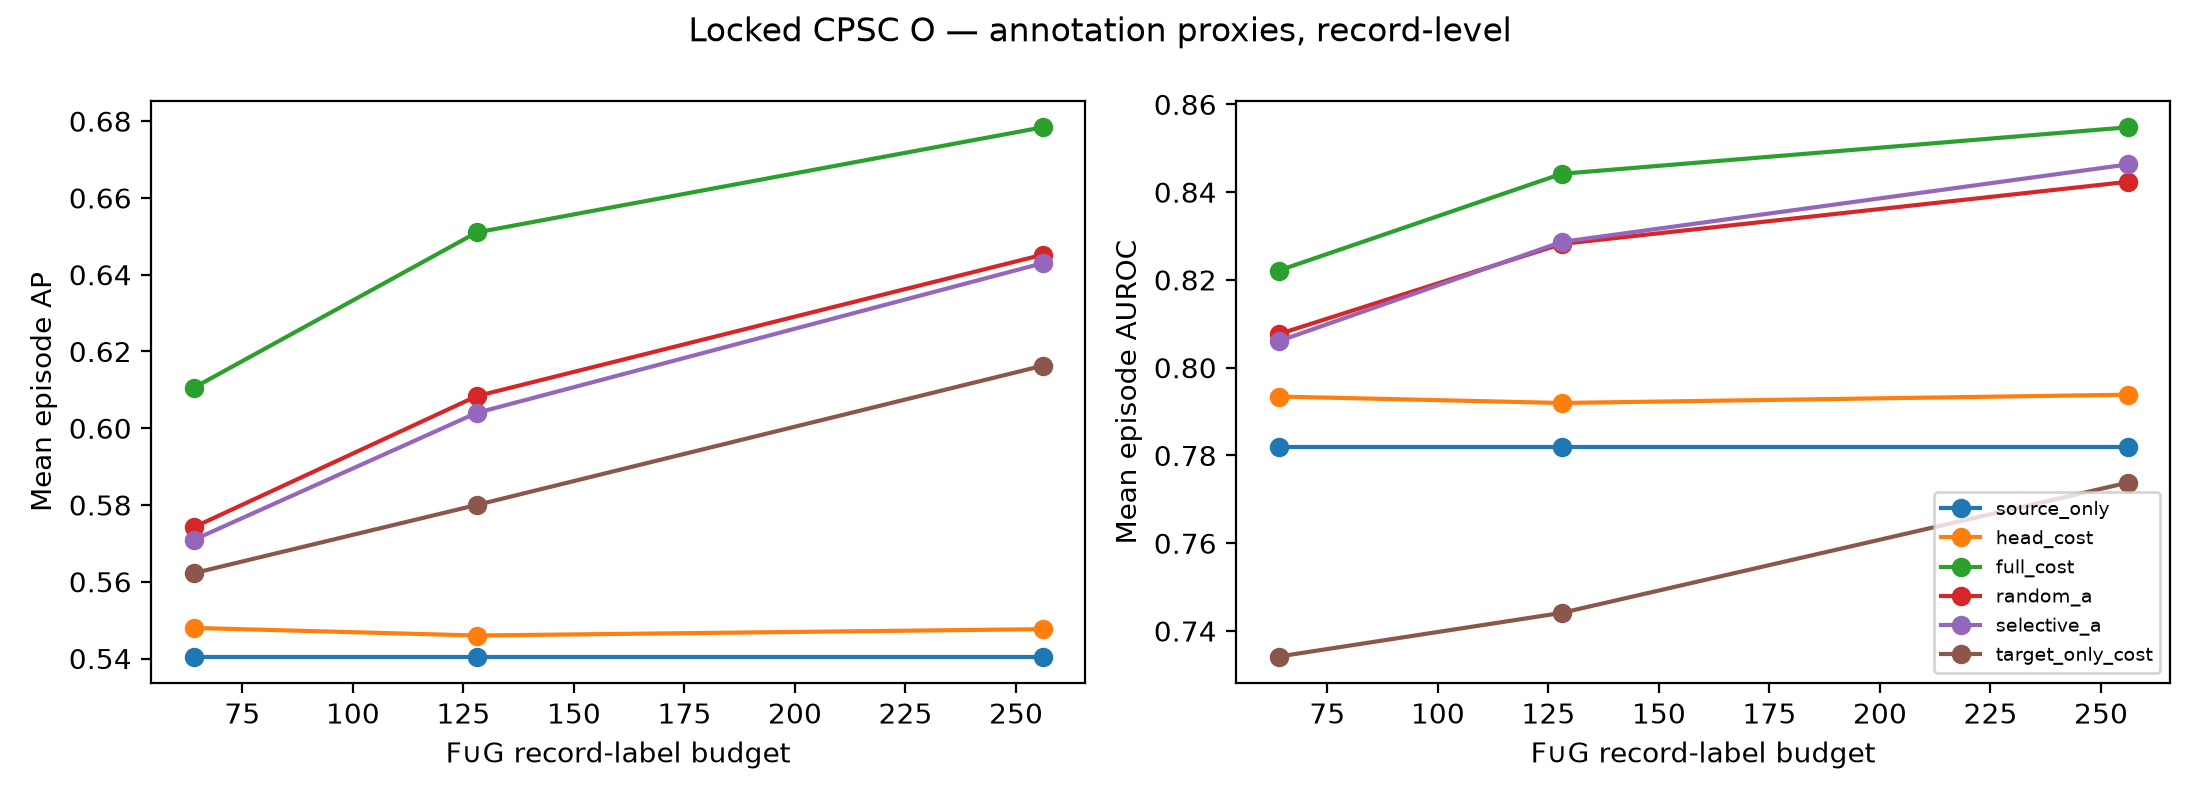 Locked CPSC O — annotation proxies, record-level
Mean episode AP
0.68
0.66
0.64
0.62
0.60
0.58
0.56
0.54
75 100 125 150 175 200 225 250
F∪G record-label budget
Mean episode AUROC
0.86
0.84
0.82
0.80
0.78
0.76
0.74
75 100 125 150 175 200 225 250
F∪G record-label budget
source_only
head_cost
full_cost
random_a
selective_a
target_only_cost